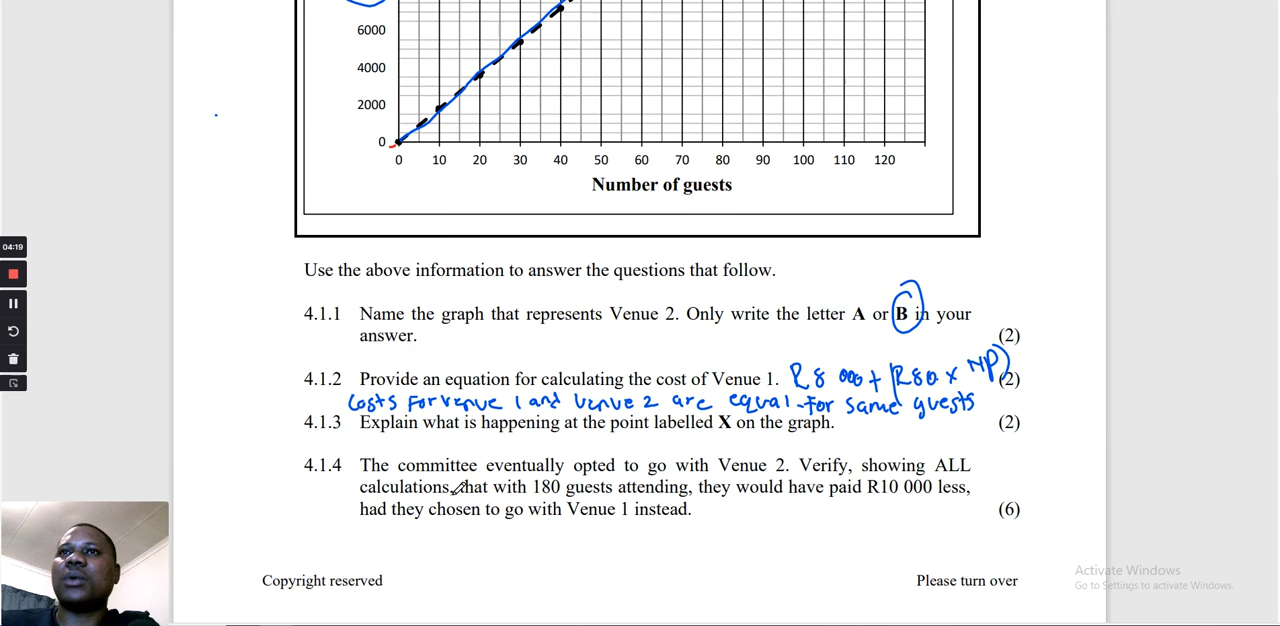 6000
4000
2000
0
0 10 20 30 40 50 60 70 80 90 100 110 120
Number of guests
04:19
Use the above information to answer the questions that follow.
4.1.1 Name the graph that represents Venue 2. Only write the letter A or B in your
answer. (2)
4.1.2 Provide an equation for calculating the cost of Venue 1. R8 000 + (R80 x NP) (2)
costs for venue 1 and venue 2 are equal for same guests
4.1.3 Explain what is happening at the point labelled X on the graph. (2)
4.1.4 The committee eventually opted to go with Venue 2. Verify, showing ALL
calculations, that with 180 guests attending, they would have paid R10 000 less,
had they chosen to go with Venue 1 instead. (6)
Copyright reserved Please turn over
Activate Windows
Go to Settings to activate Windows.